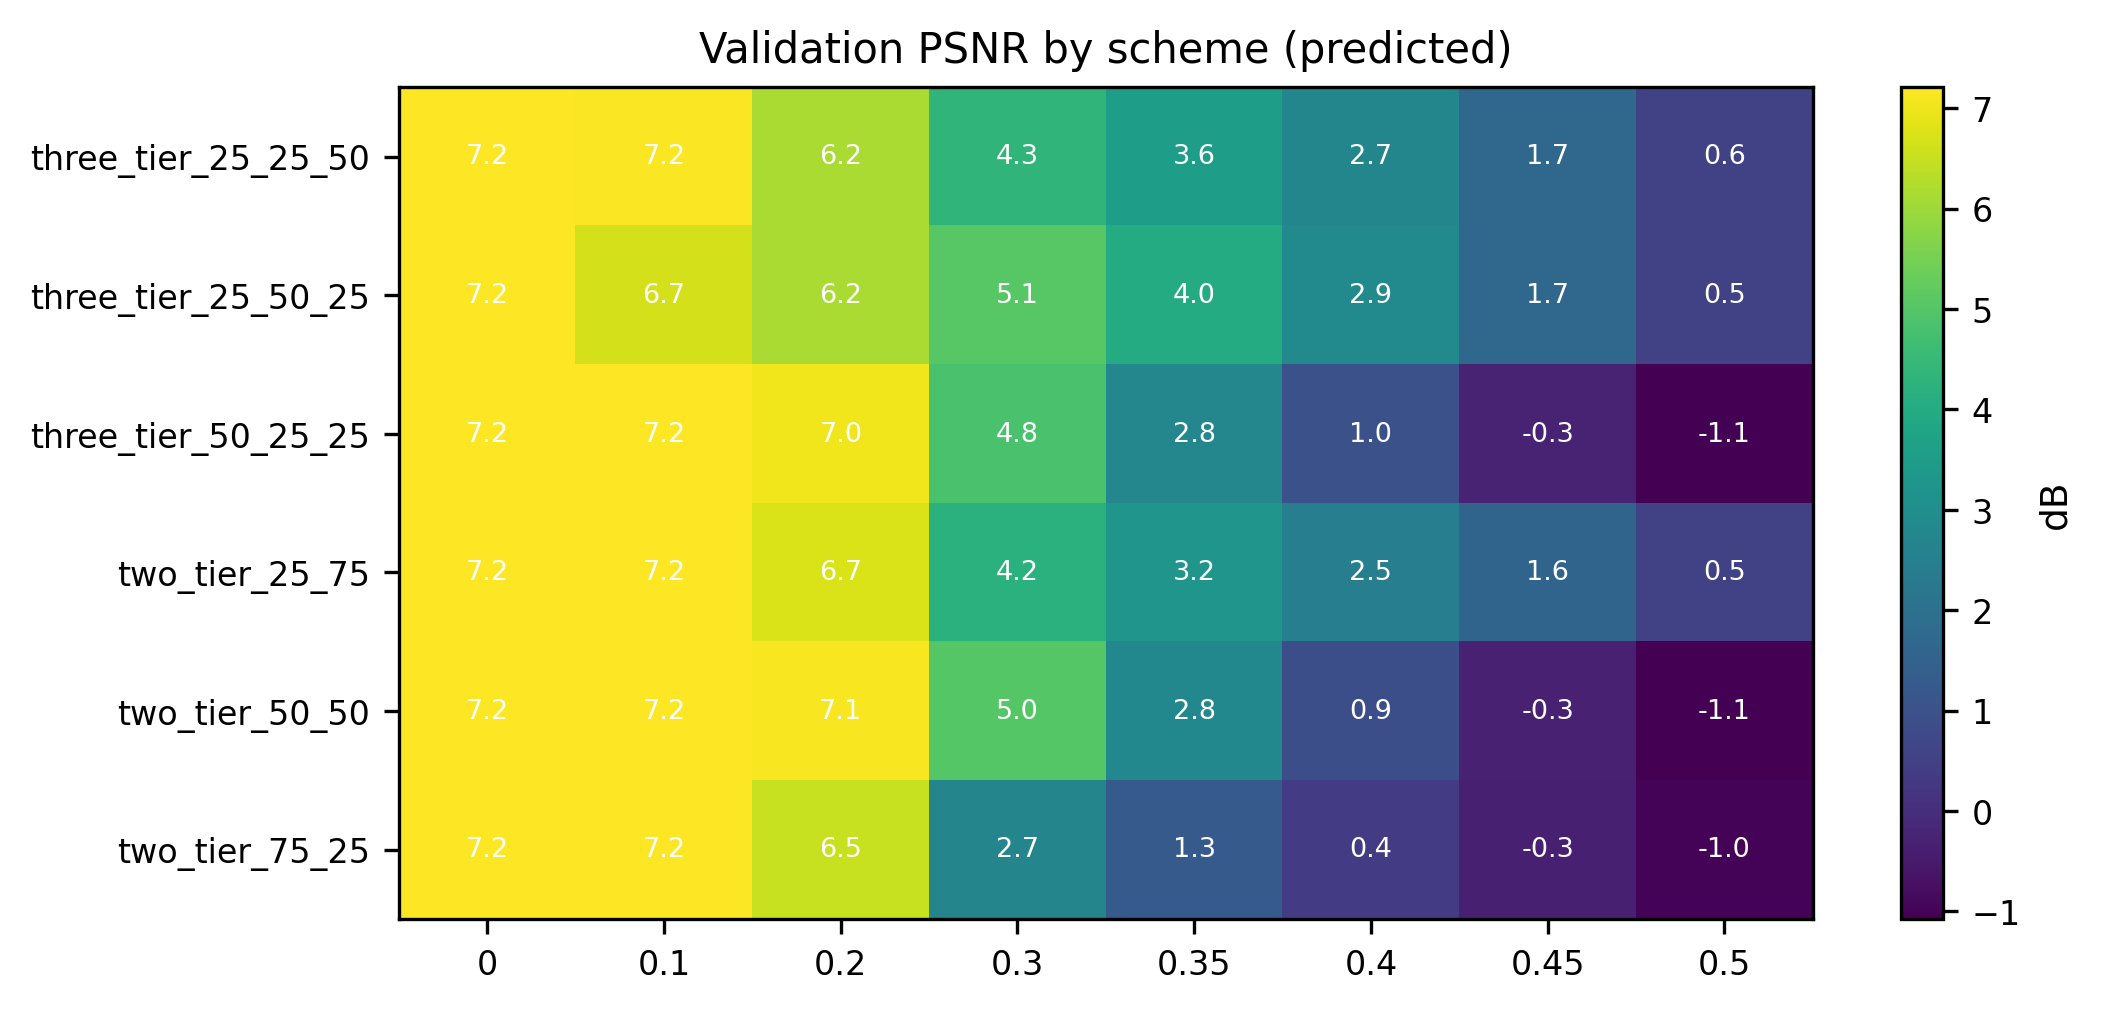 Validation PSNR by scheme (predicted)
three_tier_25_25_50 7.2 7.2 6.2 4.3 3.6 2.7 1.7 0.6
three_tier_25_50_25 7.2 6.7 6.2 5.1 4.0 2.9 1.7 0.5
three_tier_50_25_25 7.2 7.2 7.0 4.8 2.8 1.0 -0.3 -1.1
two_tier_25_75 7.2 7.2 6.7 4.2 3.2 2.5 1.6 0.5
two_tier_50_50 7.2 7.2 7.1 5.0 2.8 0.9 -0.3 -1.1
two_tier_75_25 7.2 7.2 6.5 2.7 1.3 0.4 -0.3 -1.0
0 0.1 0.2 0.3 0.35 0.4 0.45 0.5
7
6
5
4
3
2
1
0
−1
dB